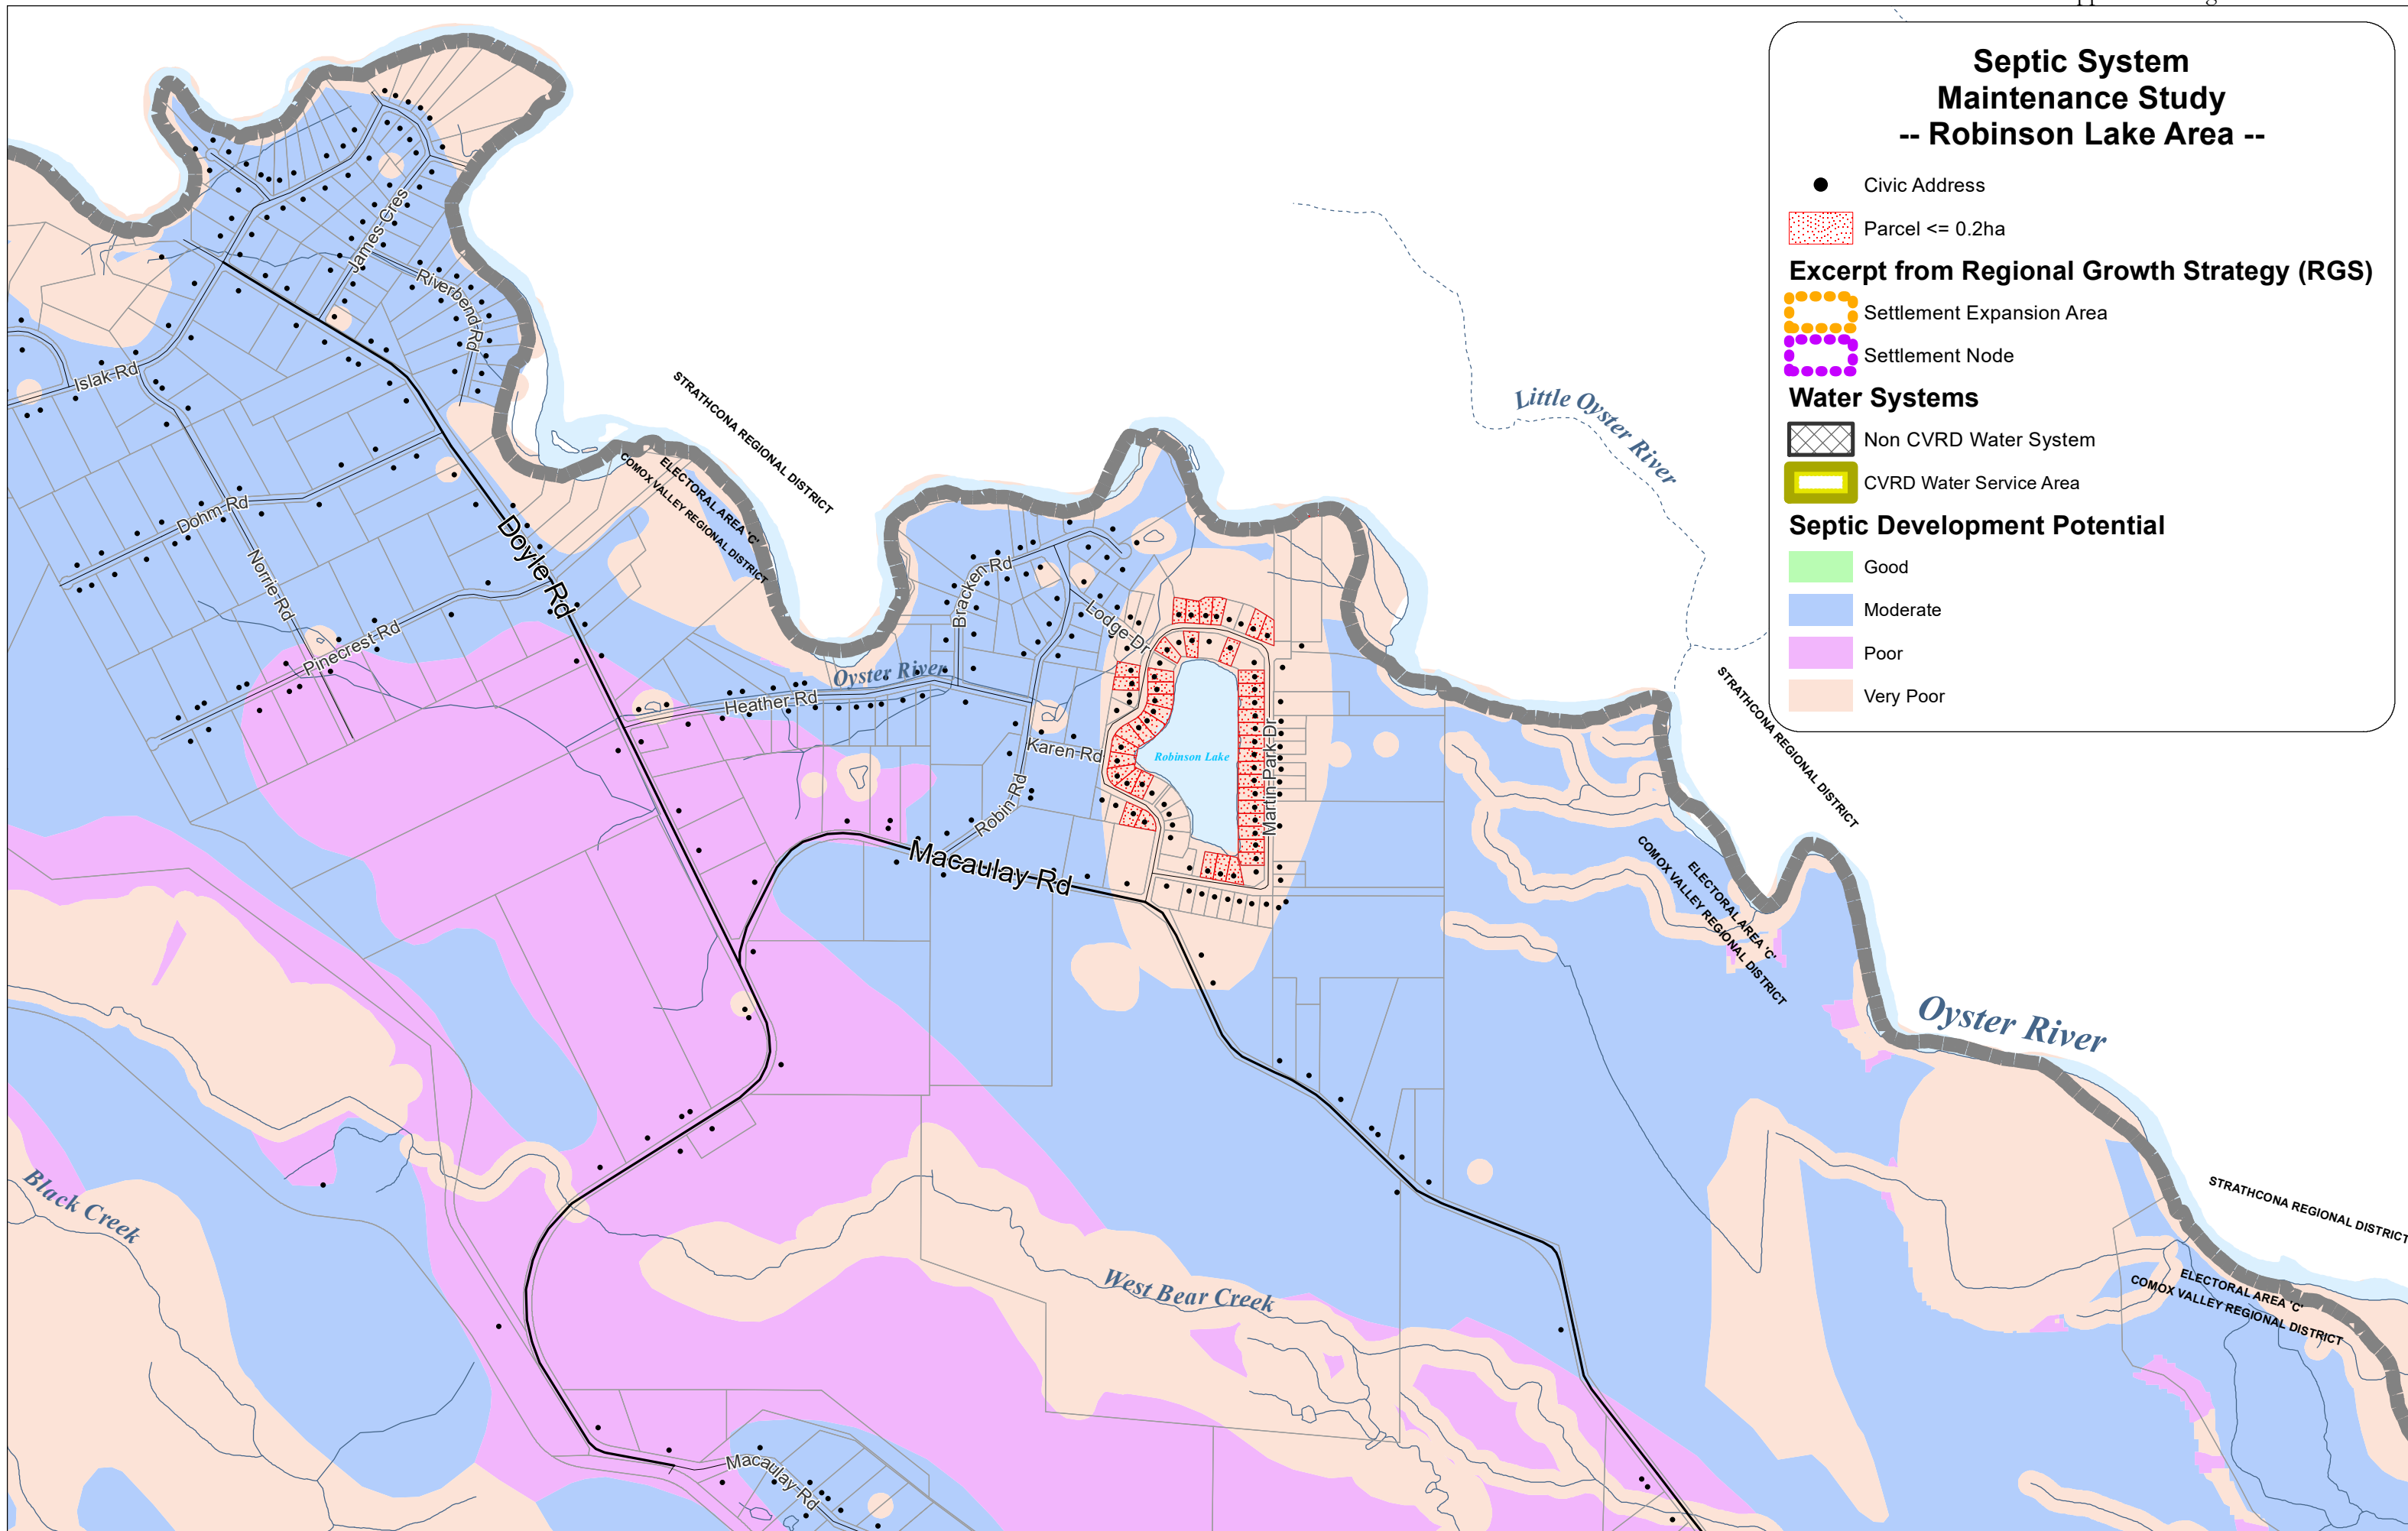 Septic System
Maintenance Study
-- Robinson Lake Area --
Civic Address
Parcel <= 0.2ha
Excerpt from Regional Growth Strategy (RGS)
Settlement Expansion Area
Settlement Node
Water Systems
Non CVRD Water System
CVRD Water Service Area
Septic Development Potential
Good
Moderate
Poor
Very Poor
James Cres
Riverbend Rd
Islak Rd
STRATHCONA REGIONAL DISTRICT
ELECTORAL AREA 'C'
COMOX VALLEY REGIONAL DISTRICT
Little Oyster River
Dohm Rd
Doyle Rd
Norrie Rd
Pinecrest Rd
Bracken Rd
Lodge Dr
Oyster River
Heather Rd
Karen Rd
Robinson Lake
Martin Park Dr
Robin Rd
Macaulay Rd
STRATHCONA REGIONAL DISTRICT
ELECTORAL AREA 'C'
COMOX VALLEY REGIONAL DISTRICT
Oyster River
Black Creek
West Bear Creek
STRATHCONA REGIONAL DISTRICT
ELECTORAL AREA 'C'
COMOX VALLEY REGIONAL DISTRICT
Macaulay Rd